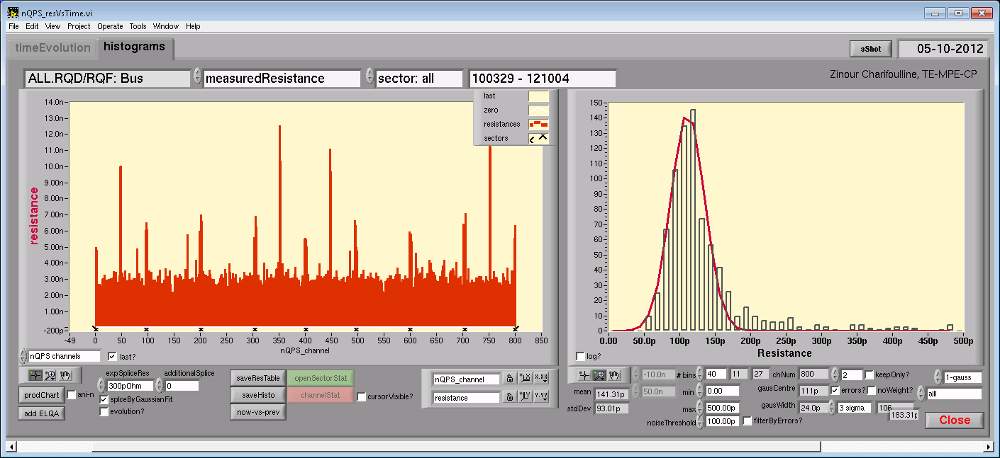 nQPS_resVsTime.vi
File Edit View Project Operate Tools Window Help
timeEvolution histograms sShot 05-10-2012
ALL.RQD/RQF: Bus measuredResistance sector: all 100329 - 121004 Zinour Charifoulline, TE-MPE-CP
last
zero
resistances
sectors
resistance
14.0n
13.0n
12.0n
11.0n
10.0n
9.00n
8.00n
7.00n
6.00n
5.00n
4.00n
3.00n
2.00n
1.00n
-200p
-49 0 50 100 150 200 250 300 350 400 450 500 550 600 650 700 750 800 850
nQPS_channel
150
140
130
120
110
100
90
80
70
60
50
40
30
20
10
0
0.00 50.0p 100p 150p 200p 250p 300p 350p 400p 450p 500p
Resistance
nQPS channels last? log?
expSpliceRes additionalSplice
300pOhm 0
prodChart ani-n
splceByGaussianFit
add ELQA evolution?
saveResTable openSectorStat
saveHisto channelStat cursorVisible?
now-vs-prev
nQPS_channel
resistance
-10.0n # bins 40 11 27 chNum 800 2 keepOnly? 1-gauss
mean 141.31p 50.0n min 0.00 gausCentre 111p errors? noWeight? alll
stdDev 93.01p max 500.00p gausWidth 24.0p 3 sigma 106
183.31p
noiseThreshold 100.00p filterByErrors? Close